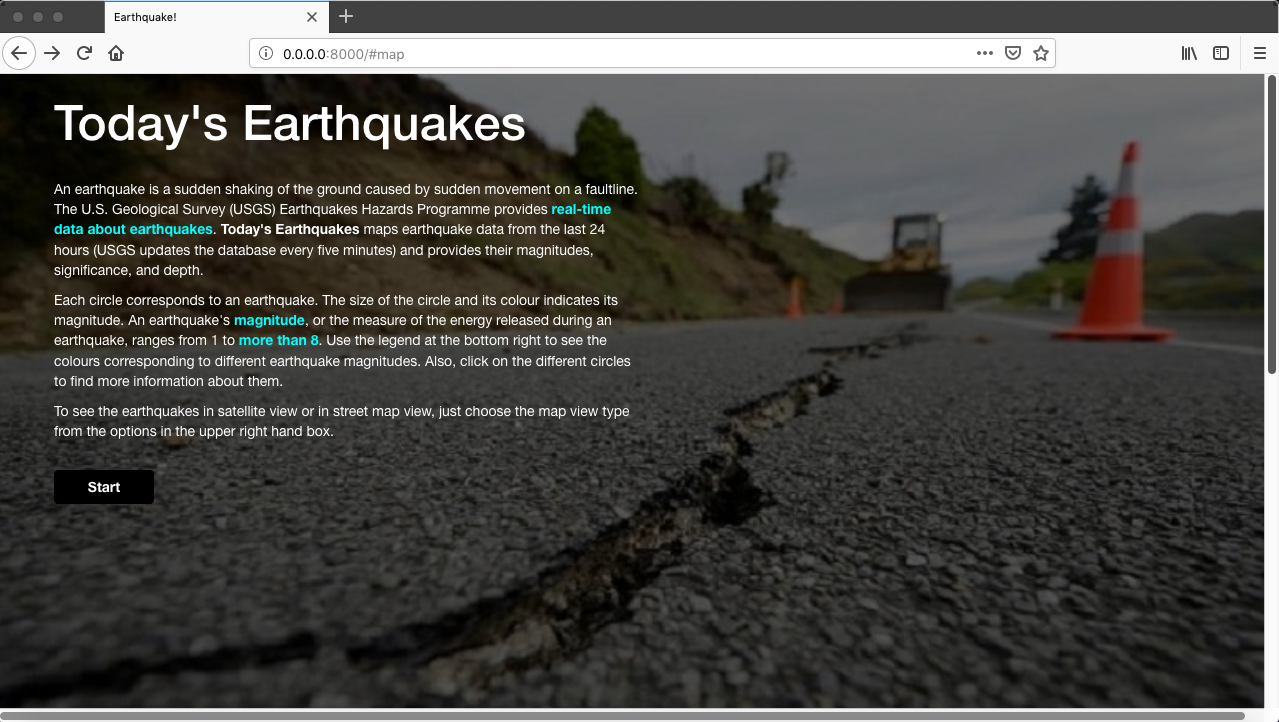 Earthquake!
0.0.0.0:8000/#map
Today's Earthquakes
An earthquake is a sudden shaking of the ground caused by sudden movement on a faultline.
The U.S. Geological Survey (USGS) Earthquakes Hazards Programme provides real-time
data about earthquakes. Today's Earthquakes maps earthquake data from the last 24
hours (USGS updates the database every five minutes) and provides their magnitudes,
significance, and depth.
Each circle corresponds to an earthquake. The size of the circle and its colour indicates its
magnitude. An earthquake's magnitude, or the measure of the energy released during an
earthquake, ranges from 1 to more than 8. Use the legend at the bottom right to see the
colours corresponding to different earthquake magnitudes. Also, click on the different circles
to find more information about them.
To see the earthquakes in satellite view or in street map view, just choose the map view type
from the options in the upper right hand box.
Start